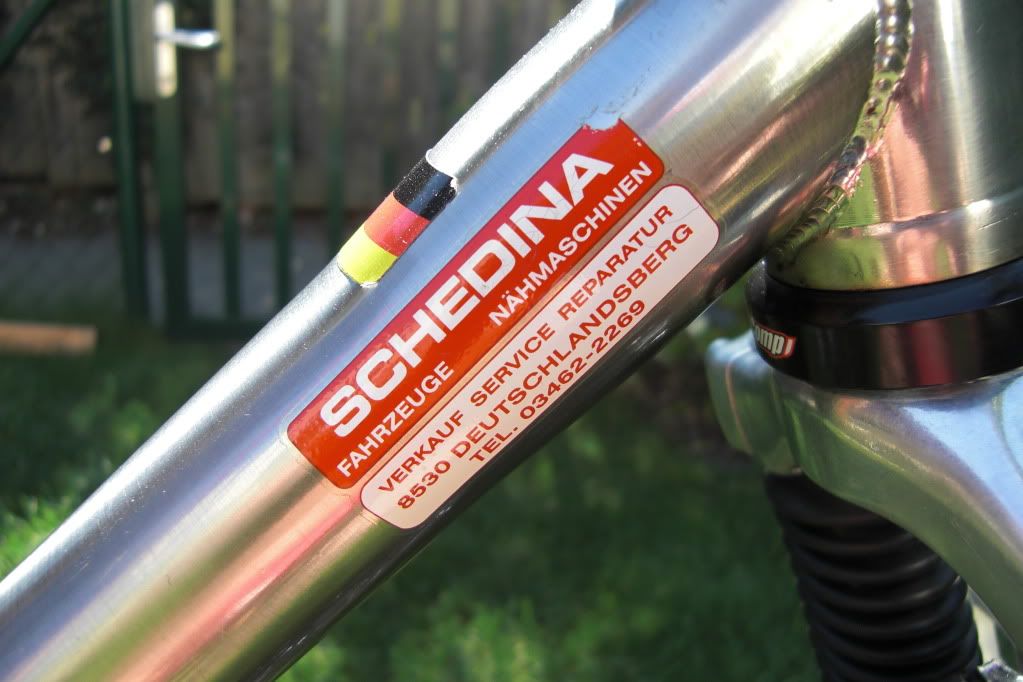 SCHEDINA
FAHRZEUGE NÄHMASCHINEN
VERKAUF SERVICE REPARATUR
8530 DEUTSCHLANDSBERG
TEL. 03462-2269